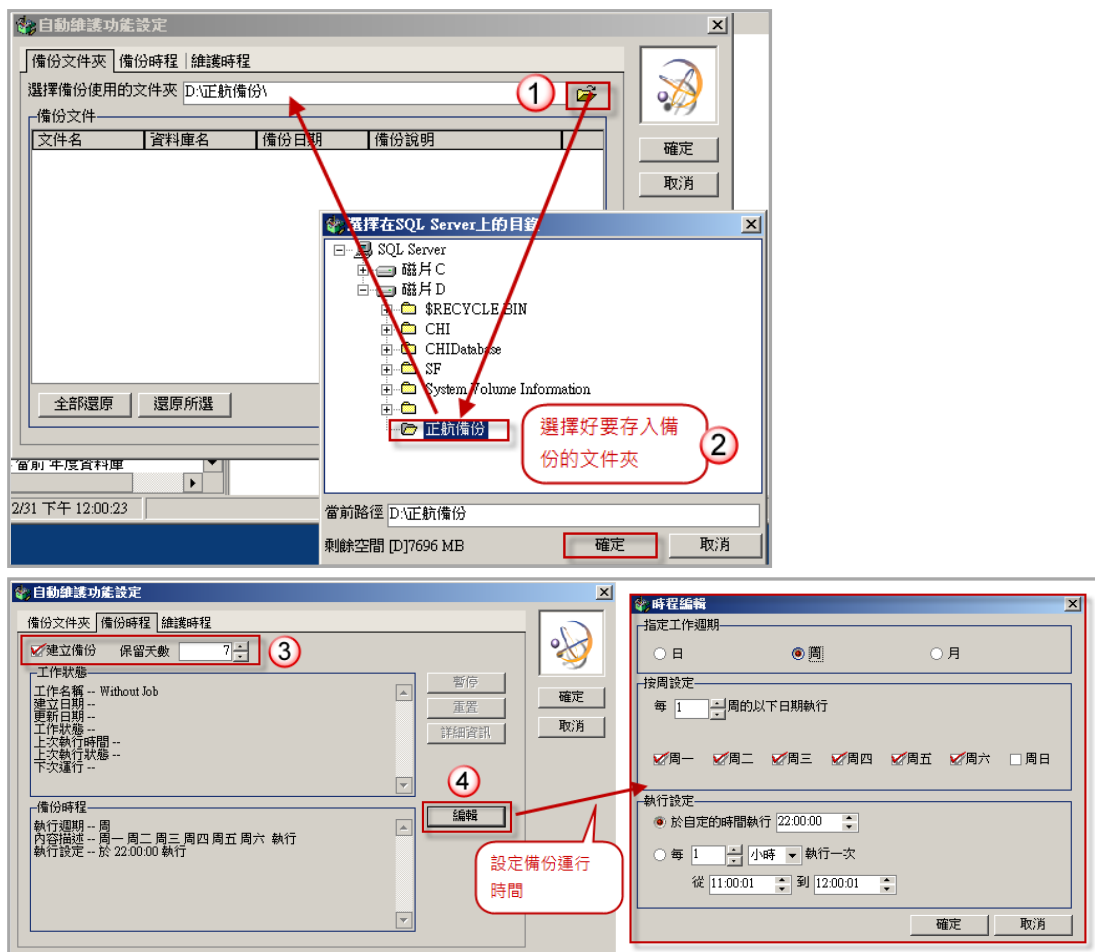 自動維護功能設定
備份文件夾 備份時程 維護時程
選擇備份使用的文件夾 D:\正航備份\
1
備份文件
文件名 資料庫名 備份日期 備份說明
確定
取消
選擇在SQL Server上的目錄
SQL Server
磁片C
磁片D
$RECYCLE.BIN
CHI
CHIDatabase
SF
System Volume Information
正航備份
全部還原 還原所選
選擇好要存入備
份的文件夾
2
當前 年度資料庫
2/31 下午 12:00:23
當前路徑 D:\正航備份
剩餘空間 [D]7696 MB 確定 取消
自動維護功能設定
備份文件夾 備份時程 維護時程
建立備份 保留天數 7
3
工作狀態
工作名稱 -- Without Job
建立日期 --
更新日期 --
工作狀態 --
上次執行時間 --
上次執行狀態 --
下次運行 --
暫停
重置
詳細資訊
確定
取消
4
編輯
備份時程
執行週期 -- 周
內容描述 -- 周一 周二 周三 周四 周五 周六 執行
執行設定 -- 於 22:00:00 執行
設定備份運行
時間
時程編輯
指定工作週期
日 周 月
按周設定
每 1 周的以下日期執行
周一 周二 周三 周四 周五 周六 周日
執行設定
於自定的時間執行 22:00:00
每 1 小時 執行一次
從 11:00:01 到 12:00:01
確定 取消